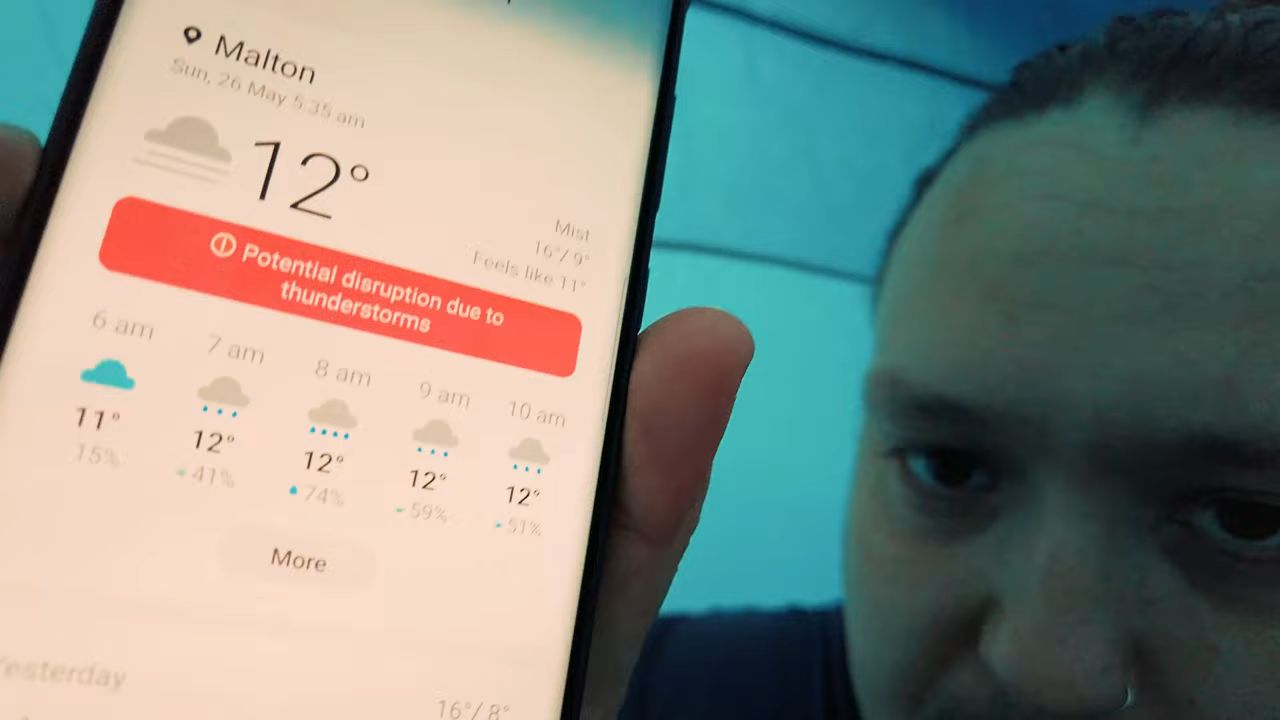 Malton
Sun, 26 May 5:35 am
12°
Mist
16°/ 9°
Feels like 11°
Potential disruption due to
thunderstorms
6 am 7 am 8 am 9 am 10 am
11° 12° 12° 12° 12°
15% 41% 74% 59% 51%
More
Yesterday
16°/ 8°